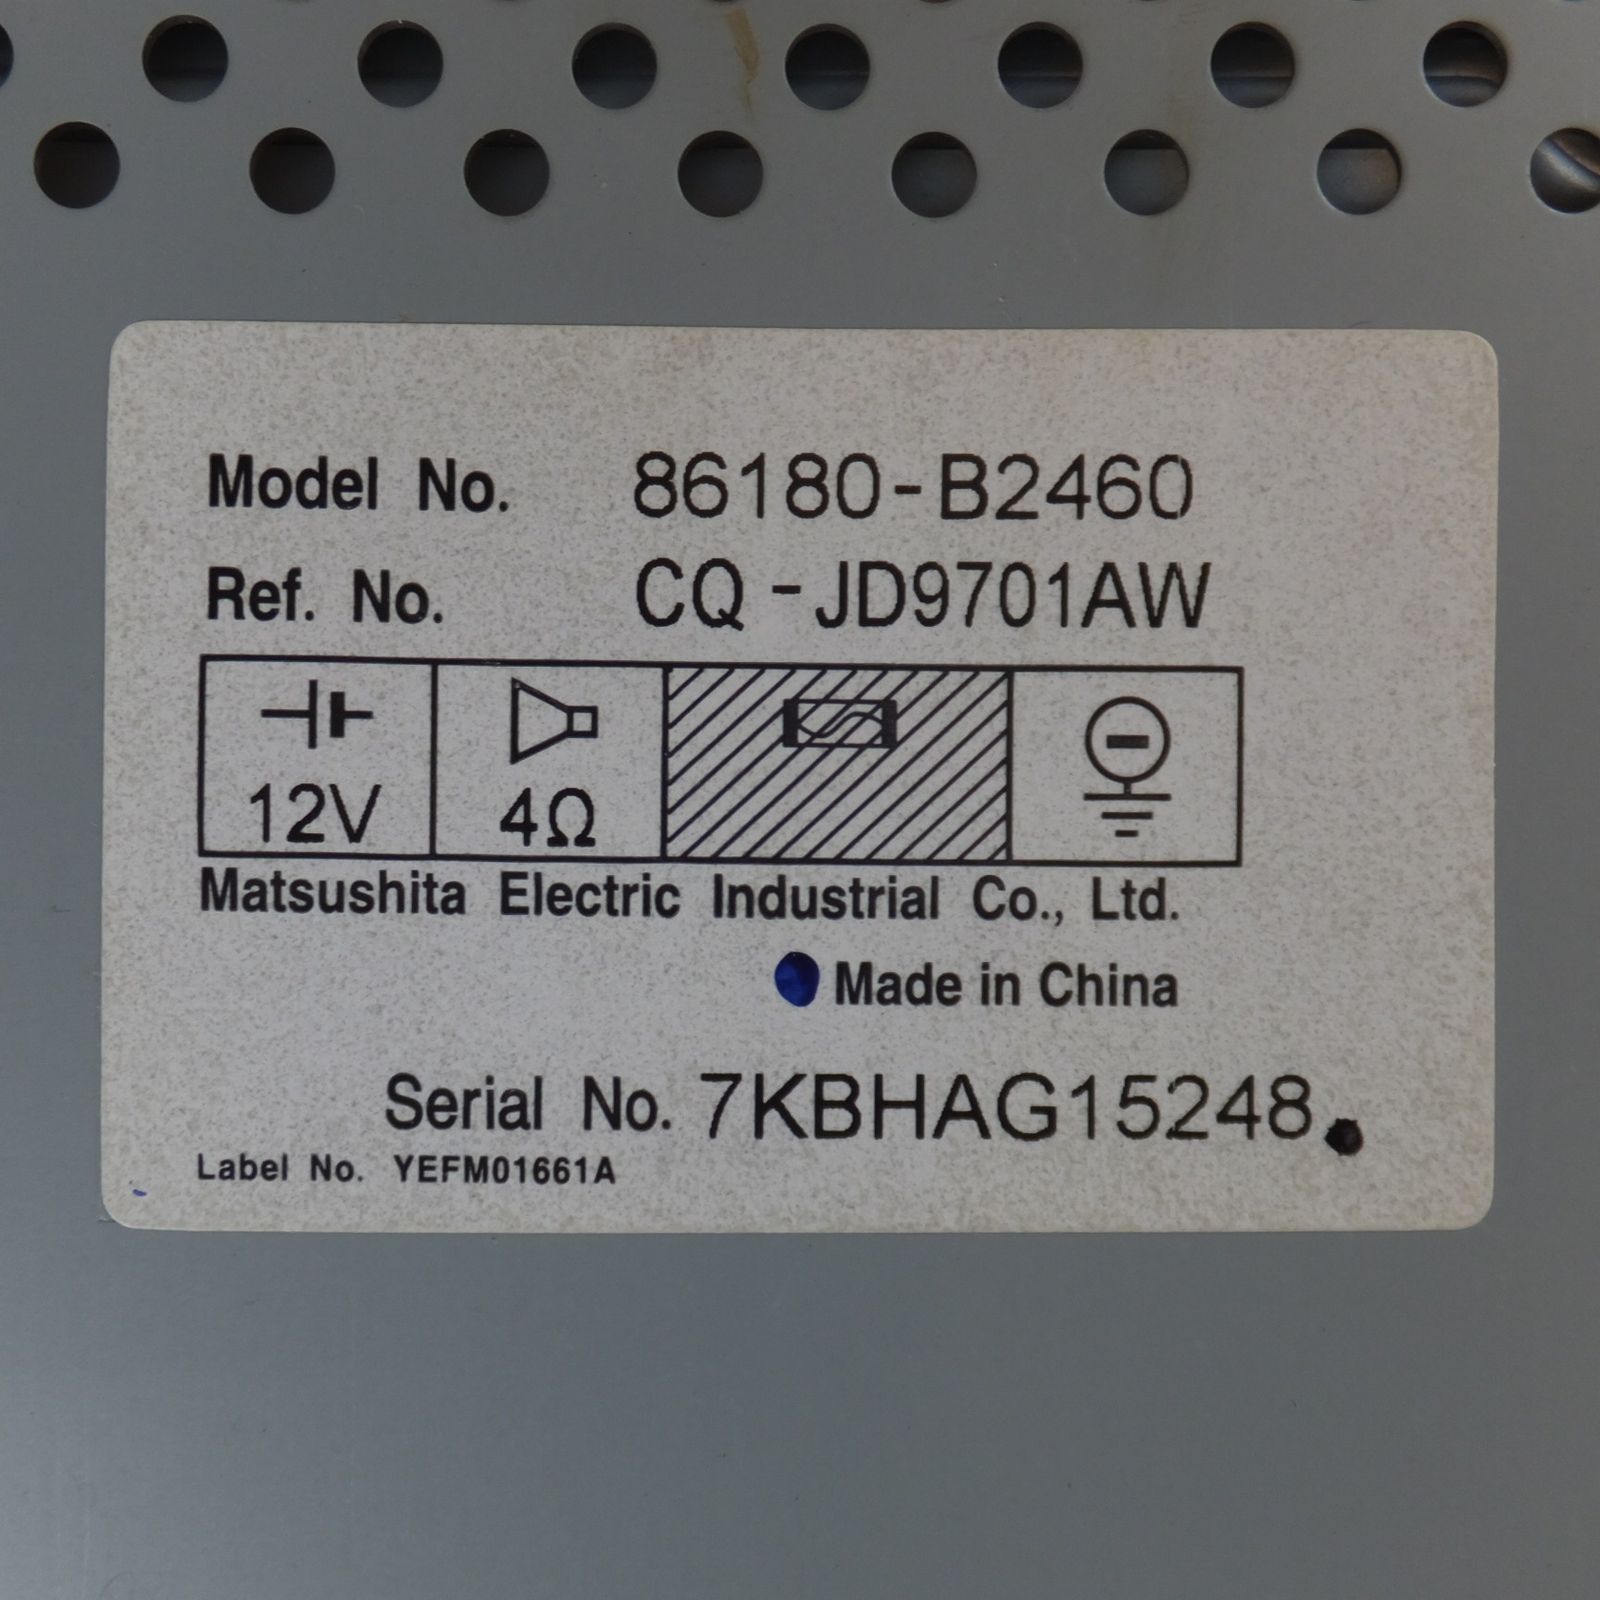 Model No. 86180-B2460
Ref. No. CQ-JD9701AW
12V 4Ω
Matsushita Electric Industrial Co., Ltd.
Made in China
Serial No. 7KBHAG15248
Label No. YEFM01661A